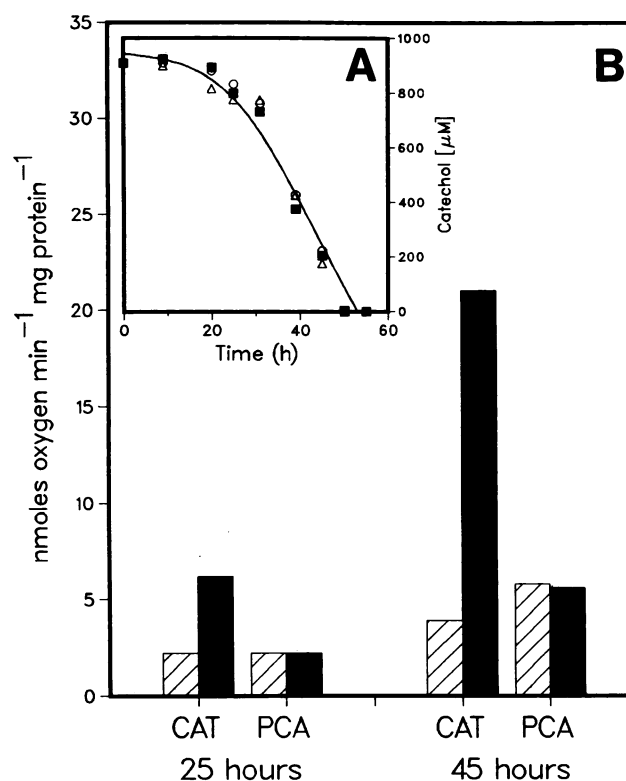 35
30
25
20
15
10
5
0
nmoles oxygen min⁻¹ mg protein⁻¹
A
B
1000
800
600
400
200
0
Catechol [μM]
0 20 40 60
Time (h)
CAT PCA CAT PCA
25 hours 45 hours